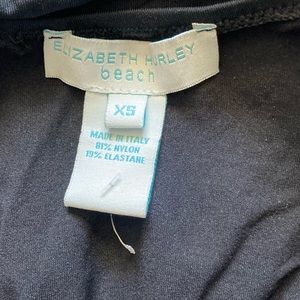 ELIZABETH HURLEY
beach
XS
MADE IN ITALY
81% NYLON
19% ELASTANE